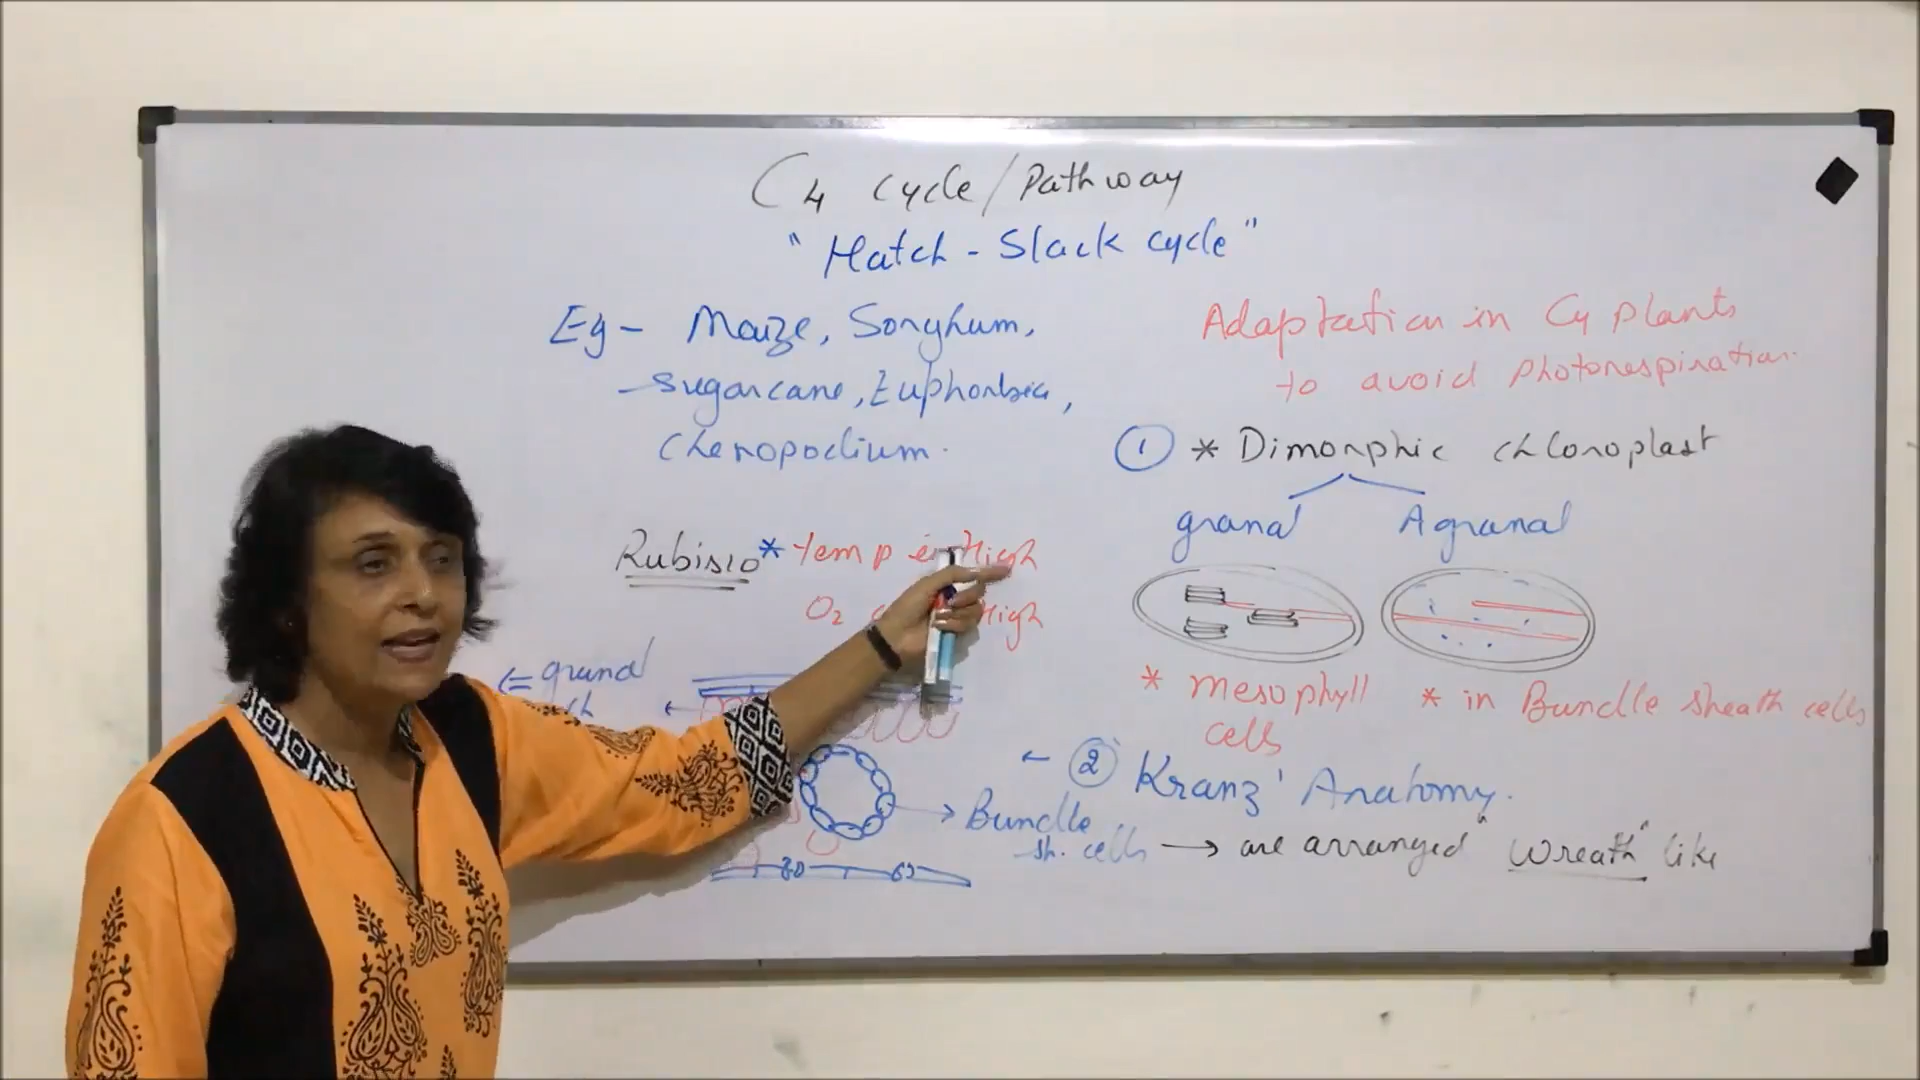 C4 cycle/Pathway
"Hatch-Slack cycle"
Eg- Maize, Sorghum,
Sugarcane, Euphorbia,
Chenopodium.
Adaptation in C4 plants
to avoid photorespiration.
① * Dimorphic chloroplast
granal Agranal
* mesophyll cells
* in Bundle sheath cells
Rubisco * temp High
O2 High
⇐ granal
← ② Kranz' Anatomy.
→ Bundle
sh. cells → are arranged "wreath" like